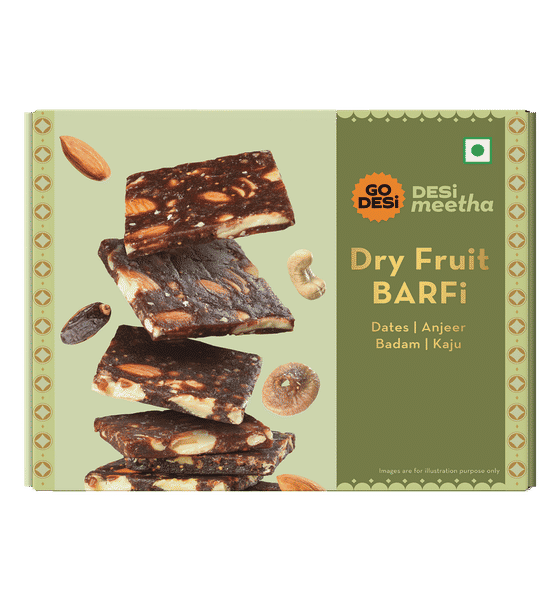 GO
DESi
DESi
meetha
Dry Fruit
BARFi
Dates | Anjeer
Badam | Kaju
Images are for illustration purpose only